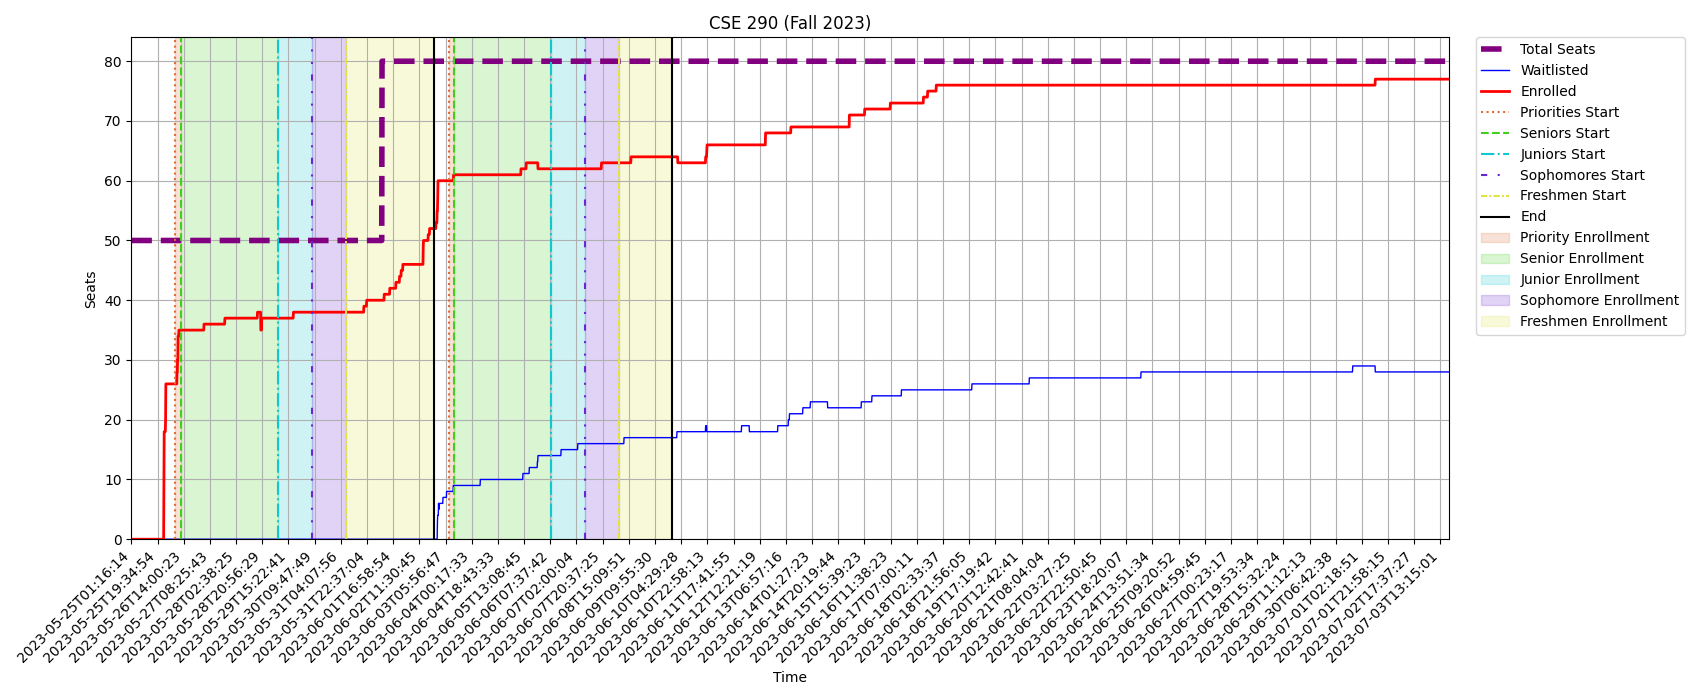 CSE 290 (Fall 2023)
Total Seats
Waitlisted
Enrolled
Priorities Start
Seniors Start
Juniors Start
Sophomores Start
Freshmen Start
End
Priority Enrollment
Senior Enrollment
Junior Enrollment
Sophomore Enrollment
Freshmen Enrollment
80
70
60
50
40
30
20
10
0
Seats
2023-05-25T01:16:14
2023-05-25T19:34:54
2023-05-26T14:00:23
2023-05-27T08:25:43
2023-05-28T02:38:25
2023-05-28T20:56:29
2023-05-29T15:22:41
2023-05-30T09:47:49
2023-05-31T04:07:56
2023-05-31T22:37:04
2023-06-01T16:58:54
2023-06-02T11:30:45
2023-06-03T05:56:47
2023-06-04T00:17:33
2023-06-04T18:43:33
2023-06-05T13:08:45
2023-06-06T07:37:42
2023-06-07T02:00:04
2023-06-07T20:37:25
2023-06-08T15:09:51
2023-06-09T09:55:30
2023-06-10T04:29:28
2023-06-10T22:58:13
2023-06-11T17:41:55
2023-06-12T12:21:19
2023-06-13T06:57:16
2023-06-14T01:27:23
2023-06-14T20:19:44
2023-06-15T15:39:23
2023-06-16T11:38:23
2023-06-17T07:00:11
2023-06-18T02:33:37
2023-06-18T21:56:05
2023-06-19T17:19:42
2023-06-20T12:42:41
2023-06-21T08:04:04
2023-06-22T03:27:25
2023-06-22T22:50:45
2023-06-23T18:20:07
2023-06-24T13:51:34
2023-06-25T09:20:52
2023-06-26T04:59:45
2023-06-27T00:23:17
2023-06-27T19:53:34
2023-06-28T15:32:24
2023-06-29T11:12:13
2023-06-30T06:42:38
2023-07-01T02:18:51
2023-07-01T21:58:15
2023-07-02T17:37:27
2023-07-03T13:15:01
Time